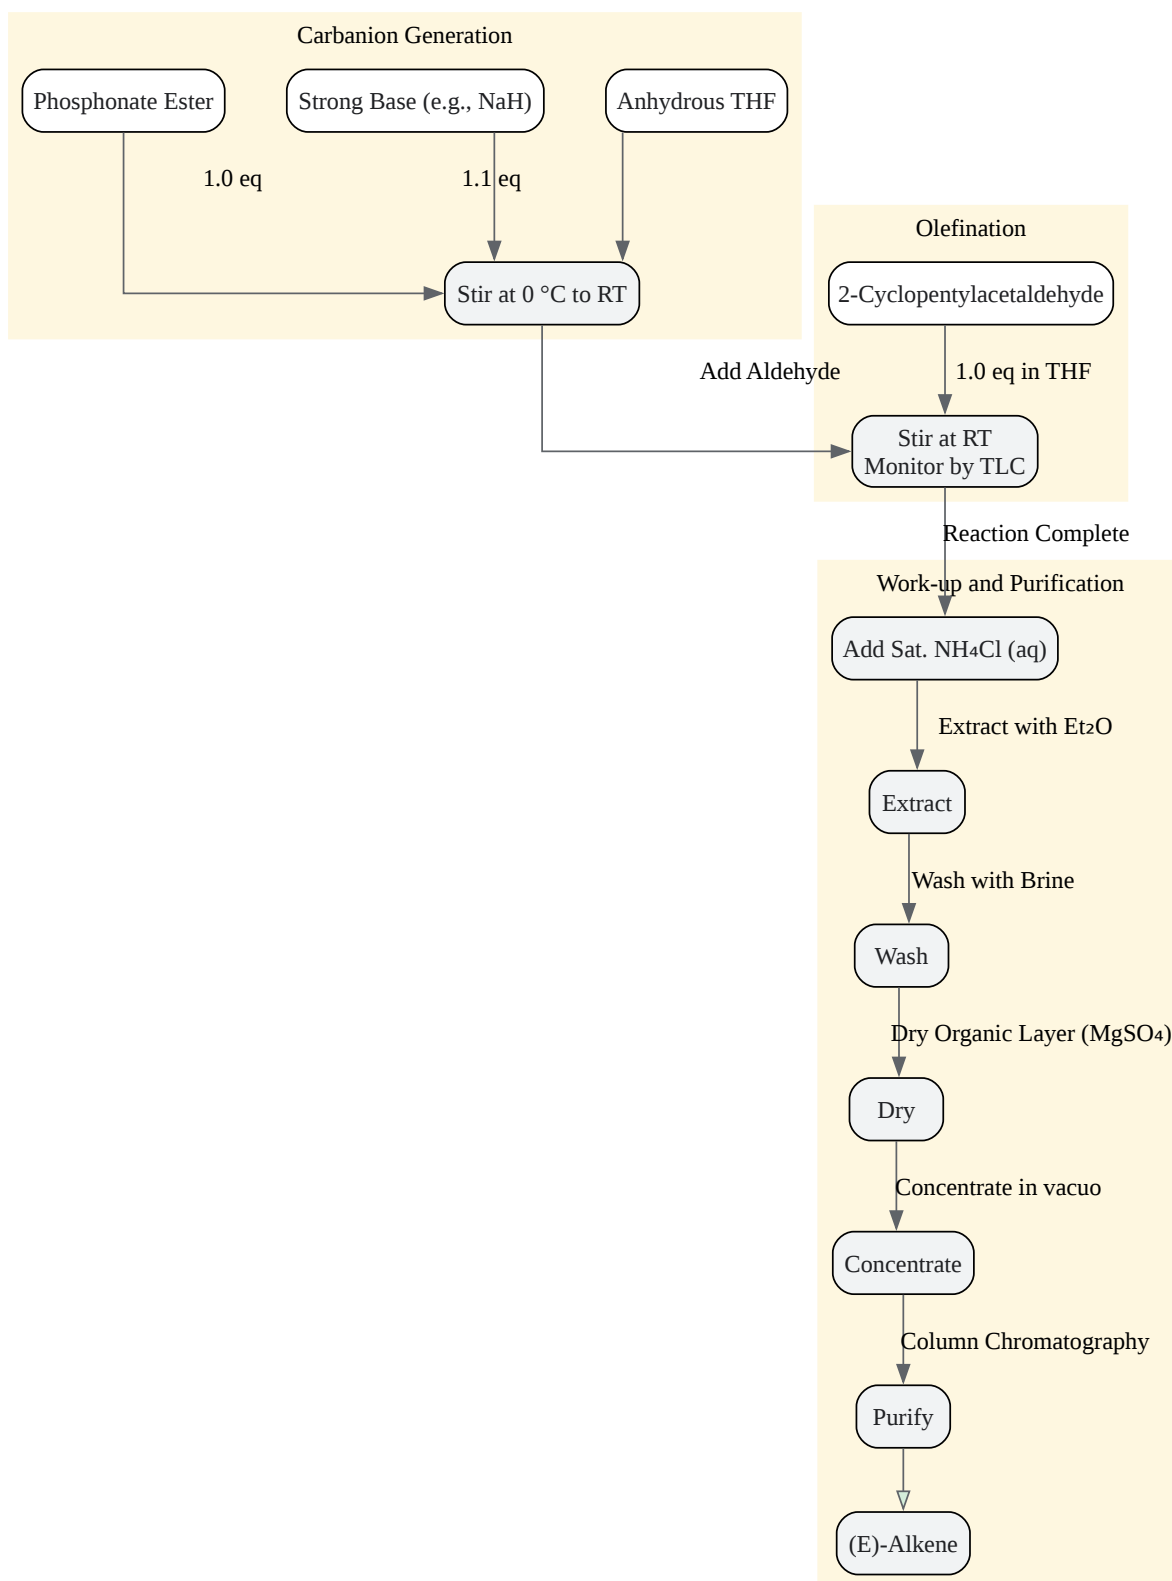 Carbanion Generation
Phosphonate Ester
Strong Base (e.g., NaH)
Anhydrous THF
1.0 eq
1.1 eq
Stir at 0 °C to RT
Olefination
2-Cyclopentylacetaldehyde
Add Aldehyde
1.0 eq in THF
Stir at RT
Monitor by TLC
Reaction Complete
Work-up and Purification
Add Sat. NH₄Cl (aq)
Extract with Et₂O
Extract
Wash with Brine
Wash
Dry Organic Layer (MgSO₄)
Dry
Concentrate in vacuo
Concentrate
Column Chromatography
Purify
(E)-Alkene